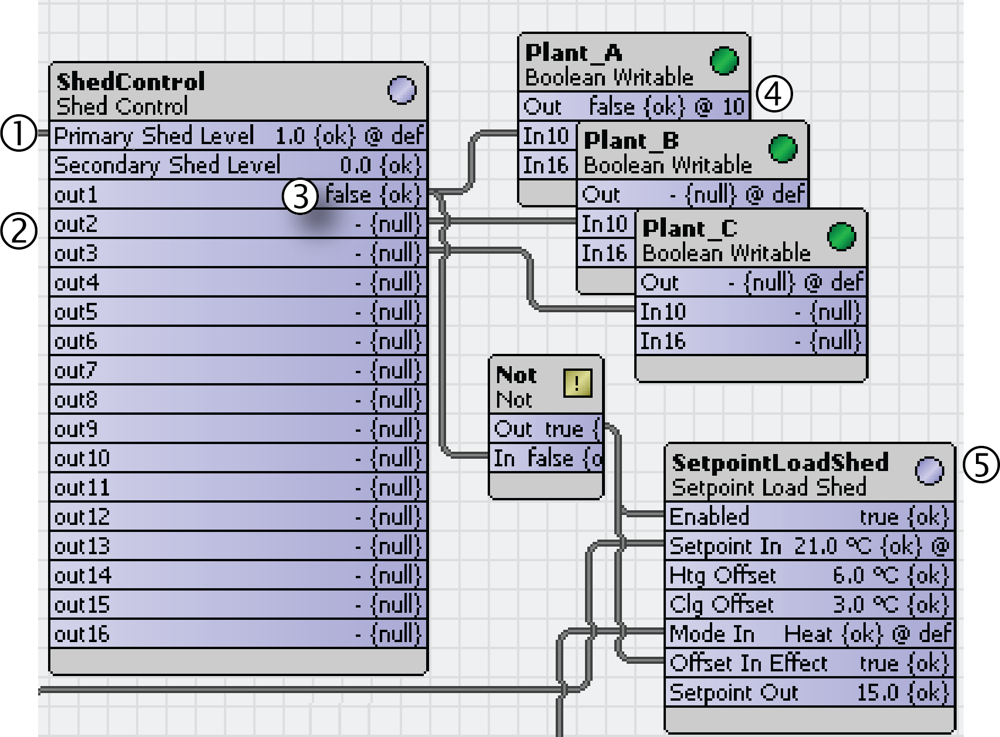 ShedControl
Shed Control
Primary Shed Level 1.0 {ok} @ def
Secondary Shed Level 0.0 {ok}
out1 false {ok}
out2 - {null}
out3 - {null}
out4 - {null}
out5 - {null}
out6 - {null}
out7 - {null}
out8 - {null}
out9 - {null}
out10 - {null}
out11 - {null}
out12 - {null}
out13 - {null}
out14 - {null}
out15 - {null}
out16 - {null}
1
2
3
Plant_A
Boolean Writable
Out false {ok} @ 10
In10
In16
4
Plant_B
Boolean Writable
Out - {null} @ def
In10
In16
Plant_C
Boolean Writable
Out - {null} @ def
In10 - {null}
In16 - {null}
Not
!
Not
Out true {
In false {o
SetpointLoadShed
Setpoint Load Shed
Enabled true {ok}
Setpoint In 21.0 ºC {ok} @
Htg Offset 6.0 ºC {ok}
Clg Offset 3.0 ºC {ok}
Mode In Heat {ok} @ def
Offset In Effect true {ok}
Setpoint Out 15.0 {ok}
5